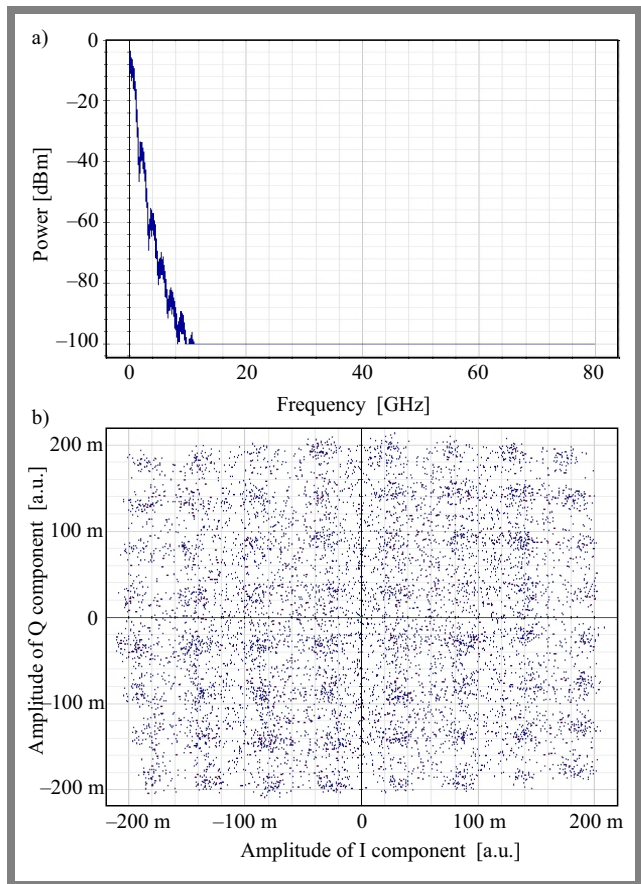 a)
0
–20
–40
–60
–80
–100
Power [dBm]
0 20 40 60 80
Frequency [GHz]
b)
200 m
100 m
0
–100 m
–200 m
Amplitude of Q component [a.u.]
–200 m –100 m 0 100 m 200 m
Amplitude of I component [a.u.]